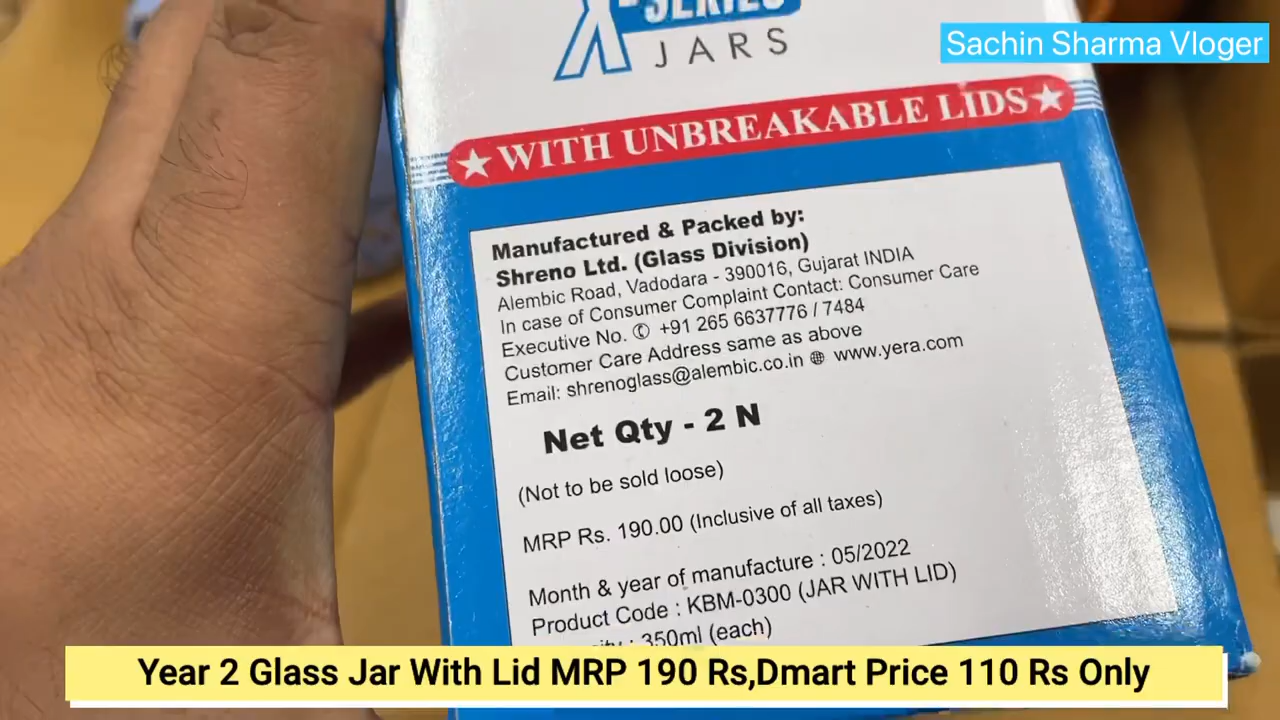 X-SERIES
JARS
Sachin Sharma Vloger
★WITH UNBREAKABLE LIDS★
Manufactured & Packed by:
Shreno Ltd. (Glass Division)
Alembic Road, Vadodara - 390016, Gujarat INDIA
In case of Consumer Complaint Contact: Consumer Care
Executive No. ✆ +91 265 6637776 / 7484
Customer Care Address same as above
Email: shrenoglass@alembic.co.in www.yera.com
Net Qty - 2 N
(Not to be sold loose)
MRP Rs. 190.00 (Inclusive of all taxes)
Month & year of manufacture : 05/2022
Product Code : KBM-0300 (JAR WITH LID)
: 350ml (each)
Year 2 Glass Jar With Lid MRP 190 Rs,Dmart Price 110 Rs Only